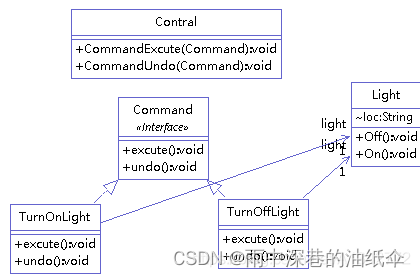 Contral
+CommandExcute(Command):void
+CommandUndo(Command):void
Command
«Interface»
+excute():void
+undo():void
Light
~loc:String
+Off():void
+On():void
light
1
light
1
TurnOnLight
+excute():void
+undo():void
TurnOffLight
+excute():void
+undo():void
CSDN @雨中深巷的油纸伞